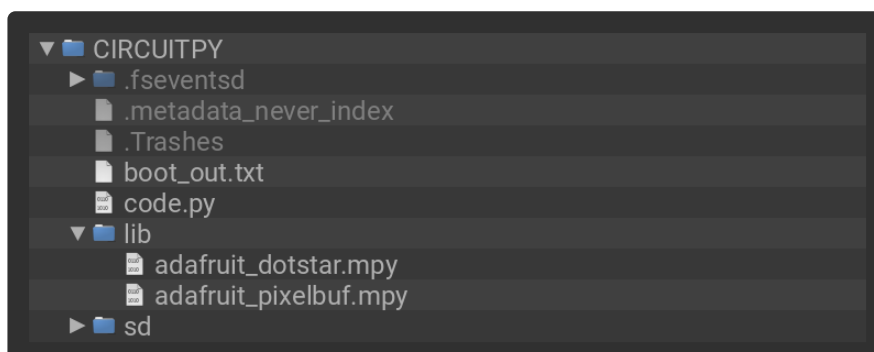 CIRCUITPY
.fseventsd
.metadata_never_index
.Trashes
boot_out.txt
code.py
lib
adafruit_dotstar.mpy
adafruit_pixelbuf.mpy
sd